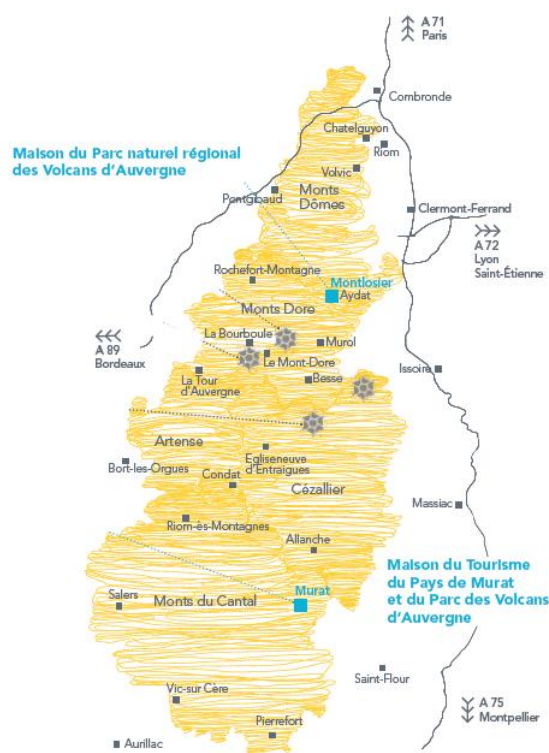 A 71
Paris
Combronde
Chatelguyon
Riom
Maison du Parc naturel régional
des Volcans d'Auvergne
Volvic
Pontgibaud
Monts
Dômes
Clermont-Ferrand
A 72
Lyon
Saint-Étienne
Rochefort-Montagne
Montlosier
Aydat
Monts Dore
A 89
Bordeaux
La Bourboule
Murol
Le Mont-Dore
Issoire
La Tour
d'Auvergne
Besse
Artense
Egliseneuve
d'Entraigues
Bort-les-Orgues
Condat
Cézallier
Massiac
Riom-ès-Montagnes
Allanche
Maison du Tourisme
du Pays de Murat
et du Parc des Volcans
d'Auvergne
Murat
Salers
Monts du Cantal
Saint-Flour
Vic-sur Cère
A 75
Montpellier
Pierrefort
Aurillac